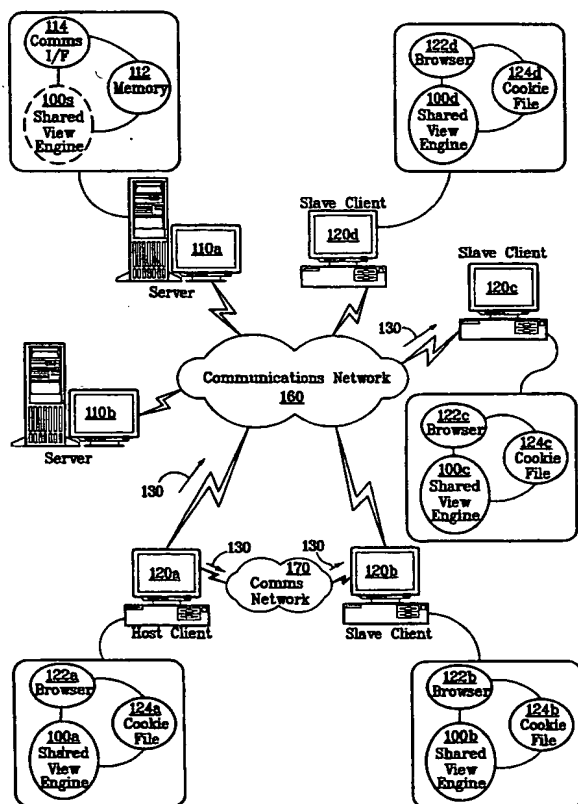 114
Comms
I/F
112
Memory
100s
Shared
View
Engine
122d
Browser
124d
Cookie
File
100d
Shared
View
Engine
Slave Client
120d
110a
Server
Slave Client
120c
130
Communications Network
160
110b
Server
122c
Browser
124c
Cookie
File
100c
Shared
View
Engine
130
130
130
120a
170
Comms
Network
120b
Host Client
Slave Client
122a
Browser
124a
Cookie
File
100a
Shared
View
Engine
122b
Browser
124b
Cookie
File
100b
Shared
View
Engine